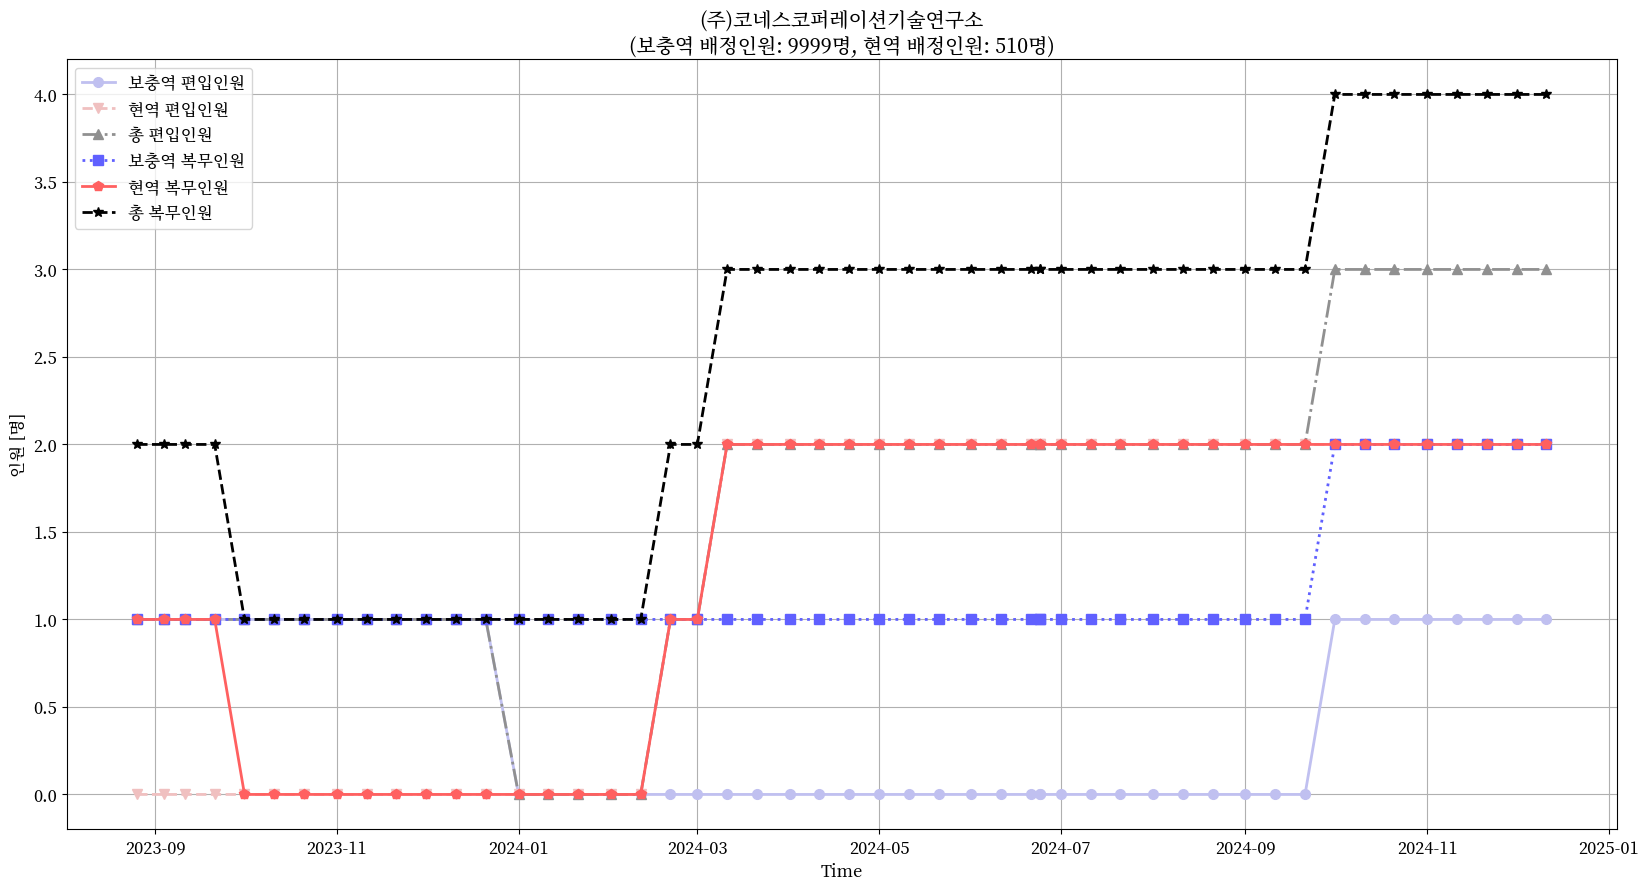 (주)코네스코퍼레이션기술연구소
(보충역 배정인원: 9999명, 현역 배정인원: 510명)
보충역 편입인원
현역 편입인원
총 편입인원
보충역 복무인원
현역 복무인원
총 복무인원
4.0
3.5
3.0
2.5
2.0
1.5
1.0
0.5
0.0
인원 [명]
2023-09
2023-11
2024-01
2024-03
2024-05
2024-07
2024-09
2024-11
2025-01
Time